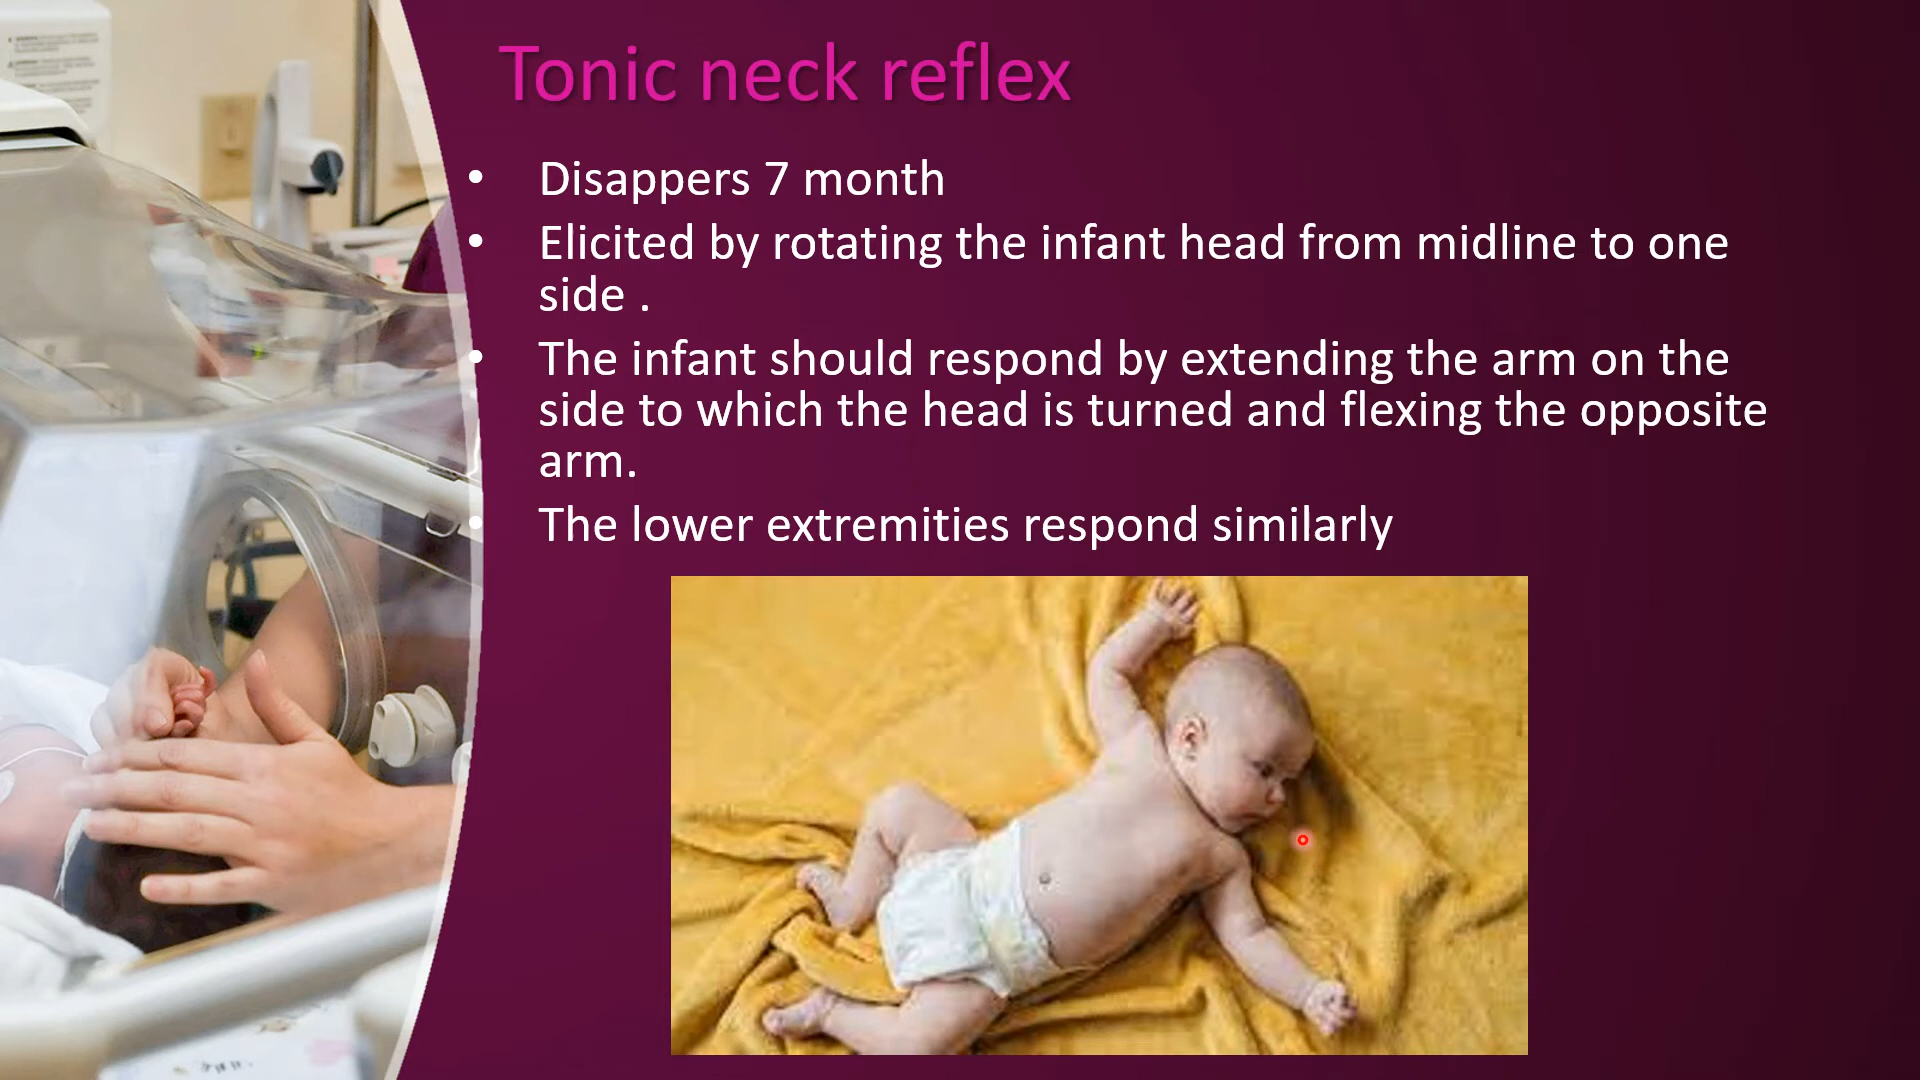 Tonic neck reflex
• Disappers 7 month
• Elicited by rotating the infant head from midline to one
side .
• The infant should respond by extending the arm on the
side to which the head is turned and flexing the opposite
arm.
• The lower extremities respond similarly